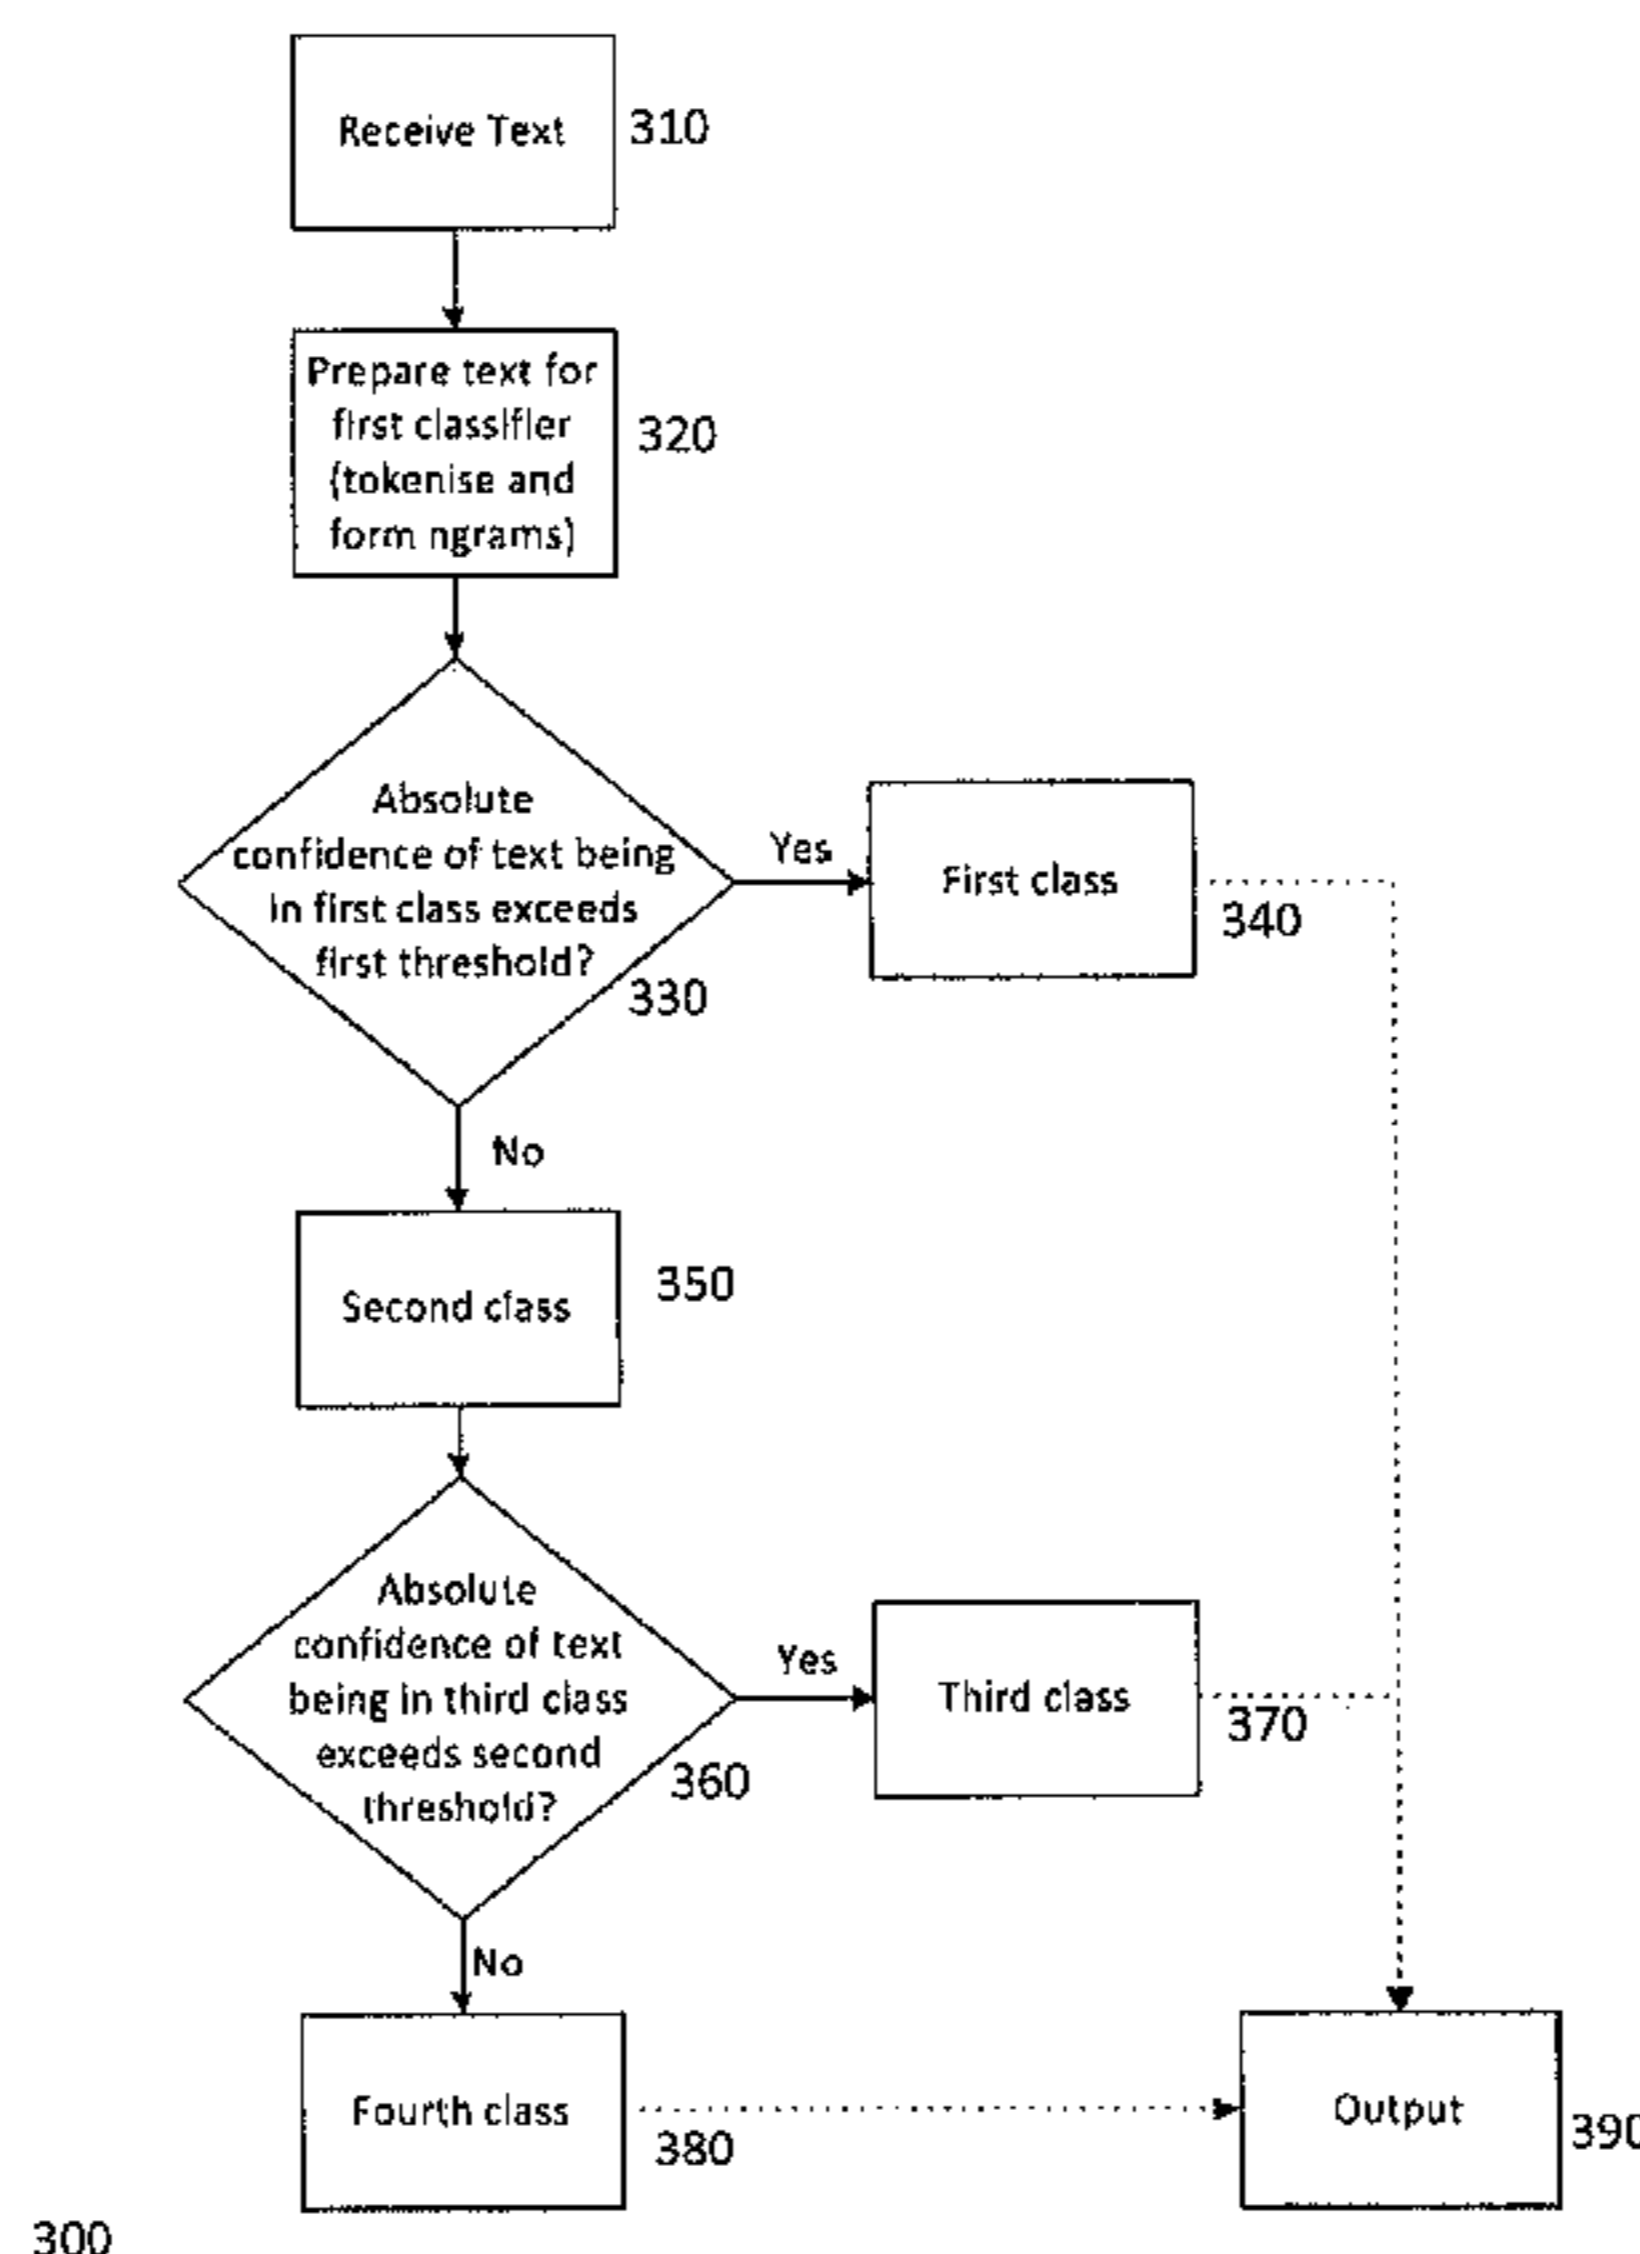 Receive Text
310
Prepare text for
first classifier
(tokenise and
form ngrams)
320
Absolute
confidence of text being
in first class exceeds
first threshold?
330
Yes
First class
340
No
Second class
350
Absolute
confidence of text
being in third class
exceeds second
threshold?
360
Yes
Third class
370
No
Fourth class
380
Output
390
300